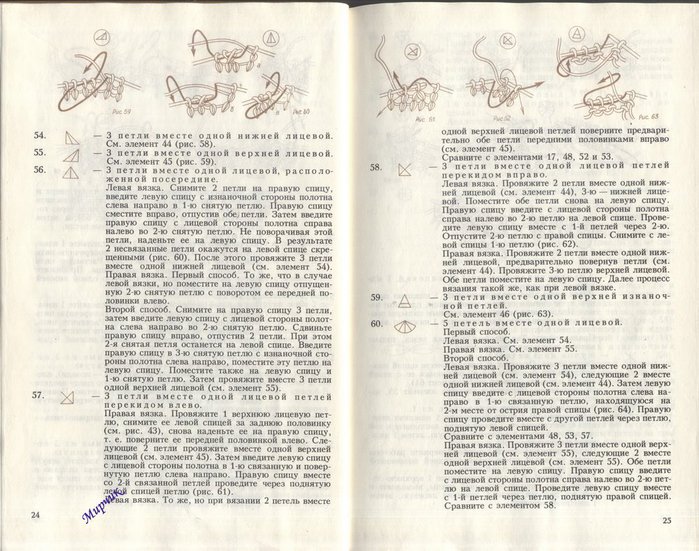 Рис 59
Рис 60
54. — 3 петли вместе одной нижней лицевой.
См. элемент 44 (рис. 58).
55. — 3 петли вместе одной верхней лицевой.
См. элемент 45 (рис. 59).
56. — 3 петли вместе одной лицевой, располо-
женной посередине.
Левая вязка. Снимите 2 петли на правую спицу,
введите левую спицу с изнаночной стороны полотна
слева направо в 1-ю снятую петлю. Правую спицу
сместите вправо, отпустив обе петли. Затем введите
правую спицу с лицевой стороны полотна справа
налево во 2-ю снятую петлю. Не поворачивая этой
петли, наденьте ее на левую спицу. В результате
2 несвязанные петли окажутся на левой спице скре-
щенными (рис. 60). После этого провяжите 3 петли
вместе одной нижней лицевой (см. элемент 54).
Правая вязка. Первый способ. То же, что в случае
левой вязки, но поместите на левую спицу отпущен-
ную 2-ю снятую петлю с поворотом ее передней по-
ловинки влево.
Второй способ. Снимите на правую спицу 3 петли,
затем введите левую спицу с лицевой стороны полот-
на слева направо во 2-ю снятую петлю. Сдвиньте
правую спицу вправо, отпустив 2 петли. При этом
2-я снятая петля останется на левой спице. Введите
правую спицу в 3-ю снятую петлю с изнаночной сто-
роны полотна слева направо, поместите эту петлю на
левую спицу. Поместите также на левую спицу и
1-ю снятую петлю. Затем провяжите вместе 3 петли
одной верхней лицевой (см. элемент 55).
57. — 3 петли вместе одной лицевой петлей
перекидом влево.
Правая вязка. Провяжите 1 верхнюю лицевую пет-
лю, снимите ее левой спицей за заднюю половинку
(см. рис. 43), снова наденьте ее на правую спицу,
т. е. поверните ее передней половинкой влево. Сле-
дующие 2 петли провяжите вместе одной верхней
лицевой (см. элемент 45). Затем введите левую спицу
с лицевой стороны полотна в 1-ю связанную и повер-
нутую петлю слева направо. Правую спицу вместе
со 2-й связанной петлей проведите через поднятую
левой спицей петлю (рис. 61).
Левая вязка. То же, но при вязании 2 петель вместе
24
Рис 61
Рис 62
Рис 63
одной верхней лицевой петлей поверните предвари-
тельно обе петли передними половинками вправо
(см. элемент 45).
Сравните с элементами 17, 48, 52 и 53.
58. — 3 петли вместе одной лицевой петлей
перекидом вправо.
Левая вязка. Провяжите 2 петли вместе одной ниж-
ней лицевой (см. элемент 44), 3-ю — нижней лице-
вой. Поместите обе петли снова на левую спицу.
Правую спицу введите с лицевой стороны полотна
справа налево во 2-ю петлю на левой спице. Прове-
дите левую спицу вместе с 1-й петлей через 2-ю.
Отпустите 2-ю петлю с правой спицы. Снимите с ле-
вой спицы 1-ю петлю (рис. 62).
Правая вязка. Провяжите 2 петли вместе одной ниж-
ней лицевой, предварительно повернув петли (см.
элемент 44). Провяжите 3-ю петлю верхней лицевой.
Обе петли поместите на левую спицу. Далее процесс
вязания такой же, как при левой вязке.
59. — 3 петли вместе одной верхней изнаноч-
ной петлей.
См. элемент 46 (рис. 63).
60. — 5 петель вместе одной лицевой.
Первый способ.
Левая вязка. См. элемент 54.
Правая вязка. См. элемент 55.
Второй способ.
Левая вязка. Провяжите 3 петли вместе одной ниж-
ней лицевой (см. элемент 54), следующие 2 вместе
одной нижней лицевой (см. элемент 44). Затем левую
спицу введите с лицевой стороны полотна слева на-
право в 1-ю связанную петлю, находящуюся на
2-м месте от острия правой спицы (рис. 64). Правую
спицу проведите вместе с другой петлей через петлю,
поднятую левой спицей.
Сравните с элементами 48, 53, 57.
Правая вязка. Провяжите 3 петли вместе одной верх-
ней лицевой (см. элемент 55), следующие 2 вместе
одной верхней лицевой (см. элемент 55). Обе петли
поместите на левую спицу. Правую спицу введите
с лицевой стороны полотна справа налево во 2-ю пет-
лю на левой спице. Проведите левую спицу вместе
с 1-й петлей через петлю, поднятую правой спицей.
Сравните с элементом 58.
25